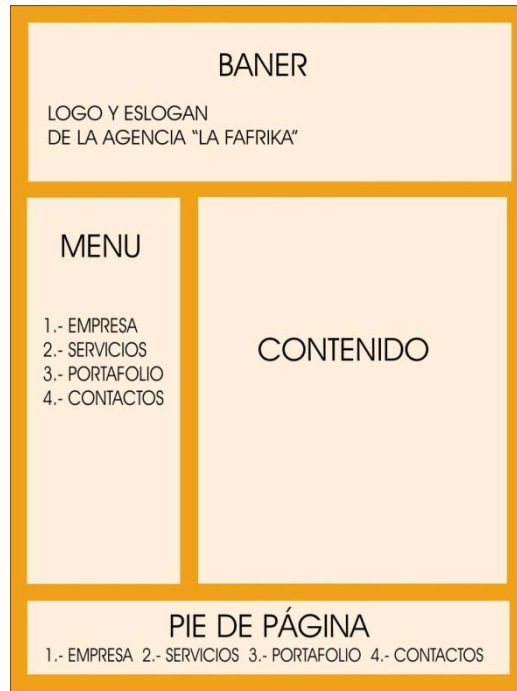 BANER
LOGO Y ESLOGAN
DE LA AGENCIA "LA FAFRIKA"
MENU
1.- EMPRESA
2.- SERVICIOS
3.- PORTAFOLIO
4.- CONTACTOS
CONTENIDO
PIE DE PÁGINA
1.- EMPRESA 2.- SERVICIOS 3.- PORTAFOLIO 4.- CONTACTOS